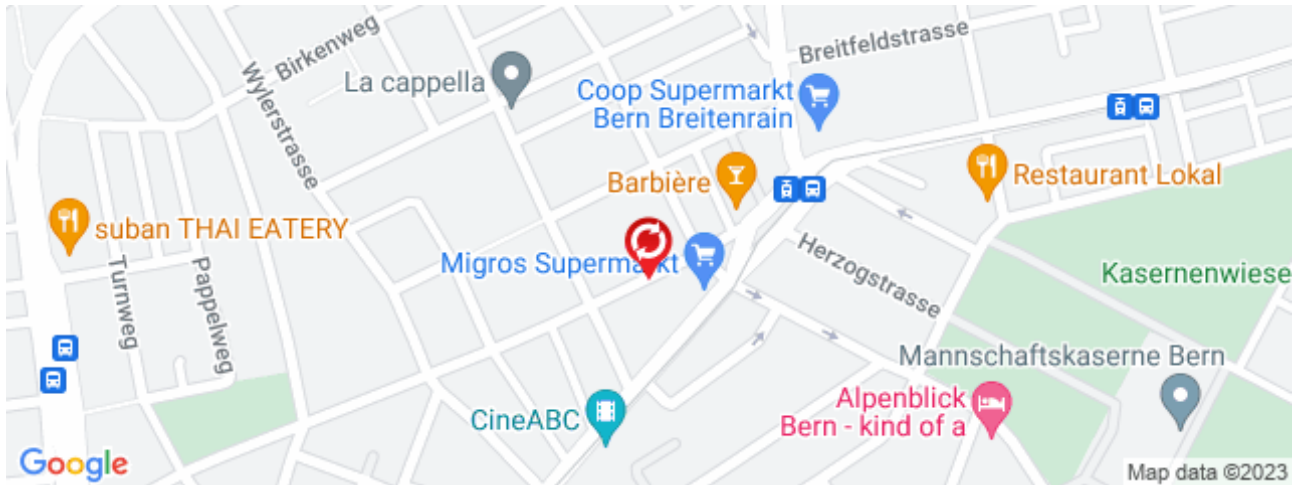 Birkenweg
Breitfeldstrasse
La cappella
Wylerstrasse
Coop Supermarkt
Bern Breitenrain
Barbière
Restaurant Lokal
suban THAI EATERY
Migros Supermarkt
Herzogstrasse
Kasernenwiese
Turnweg
Pappelweg
Mannschaftskaserne Bern
CineABC
Alpenblick
Bern - kind of a
Google
Map data ©2023